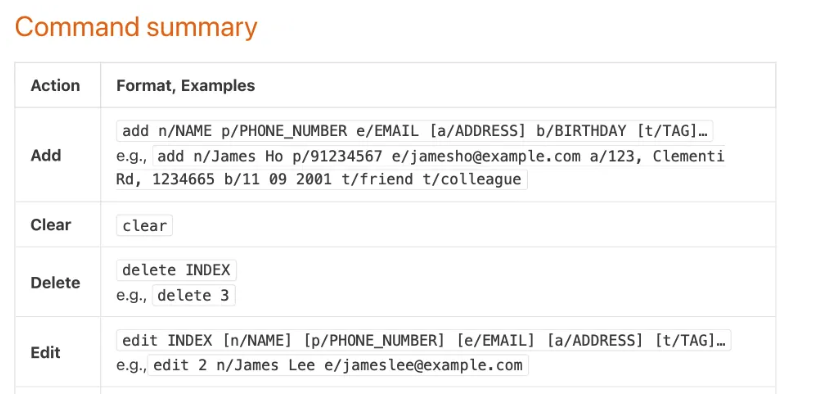 Command summary
Action Format, Examples
add n/NAME p/PHONE_NUMBER e/EMAIL [a/ADDRESS] b/BIRTHDAY [t/TAG]…
Add e.g., add n/James Ho p/91234567 e/jamesho@example.com a/123, Clementi
Rd, 1234665 b/11 09 2001 t/friend t/colleague
Clear clear
delete INDEX
Delete
e.g., delete 3
edit INDEX [n/NAME] [p/PHONE_NUMBER] [e/EMAIL] [a/ADDRESS] [t/TAG]…
Edit
e.g., edit 2 n/James Lee e/jameslee@example.com